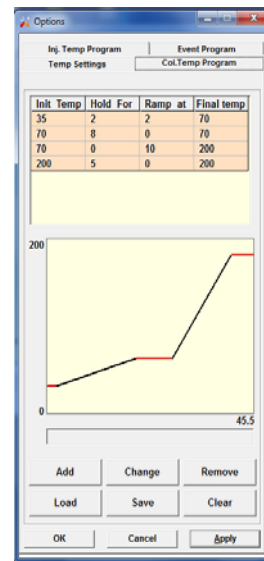 Options
Inj. Temp Program Event Program
Temp Settings Col.Temp Program
Init Temp Hold For Ramp at Final temp
35 2 2 70
70 8 0 70
70 0 10 200
200 5 0 200
200
0
45.5
Add Change Remove
Load Save Clear
OK Cancel Apply